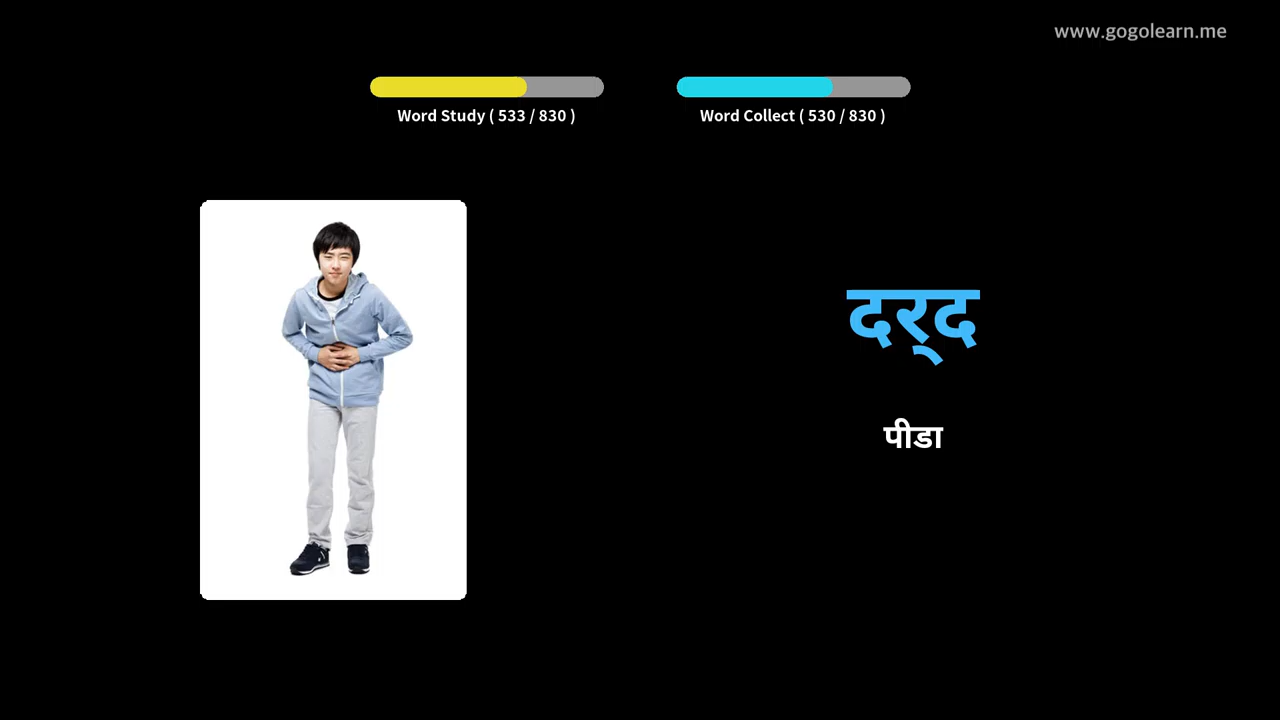 www.gogolearn.me
Word Study ( 533 / 830 )
Word Collect ( 530 / 830 )
दर्‌द
पीडा